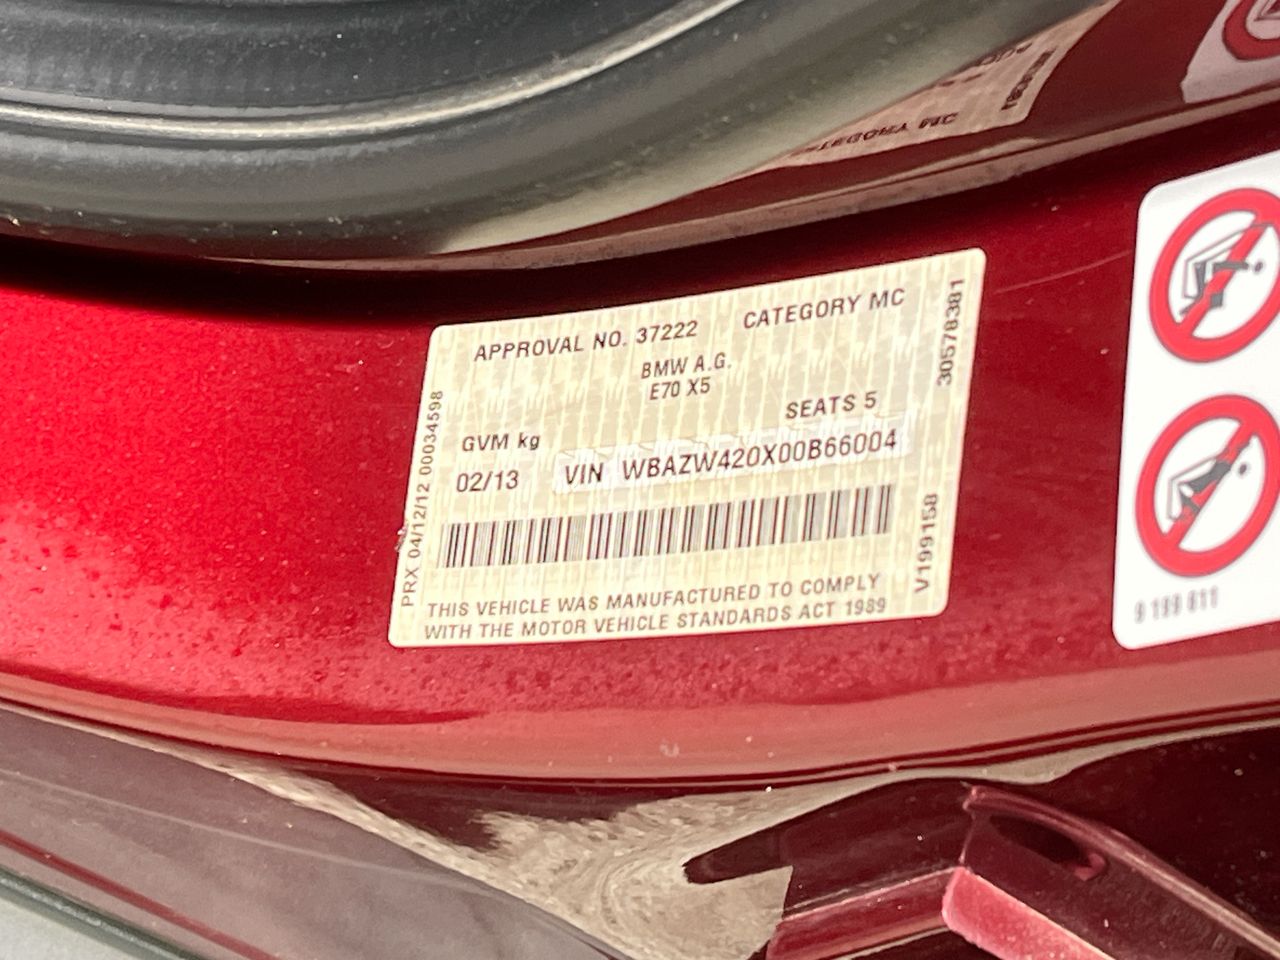 APPROVAL NO. 37222 CATEGORY MC
BMW A.G.
E70 X5
SEATS 5
GVM kg
02/13 VIN WBAZW420X00B66004
THIS VEHICLE WAS MANUFACTURED TO COMPLY
WITH THE MOTOR VEHICLE STANDARDS ACT 1989
PRX 04/12/12 00034598
30578381
V199158
9 199 811